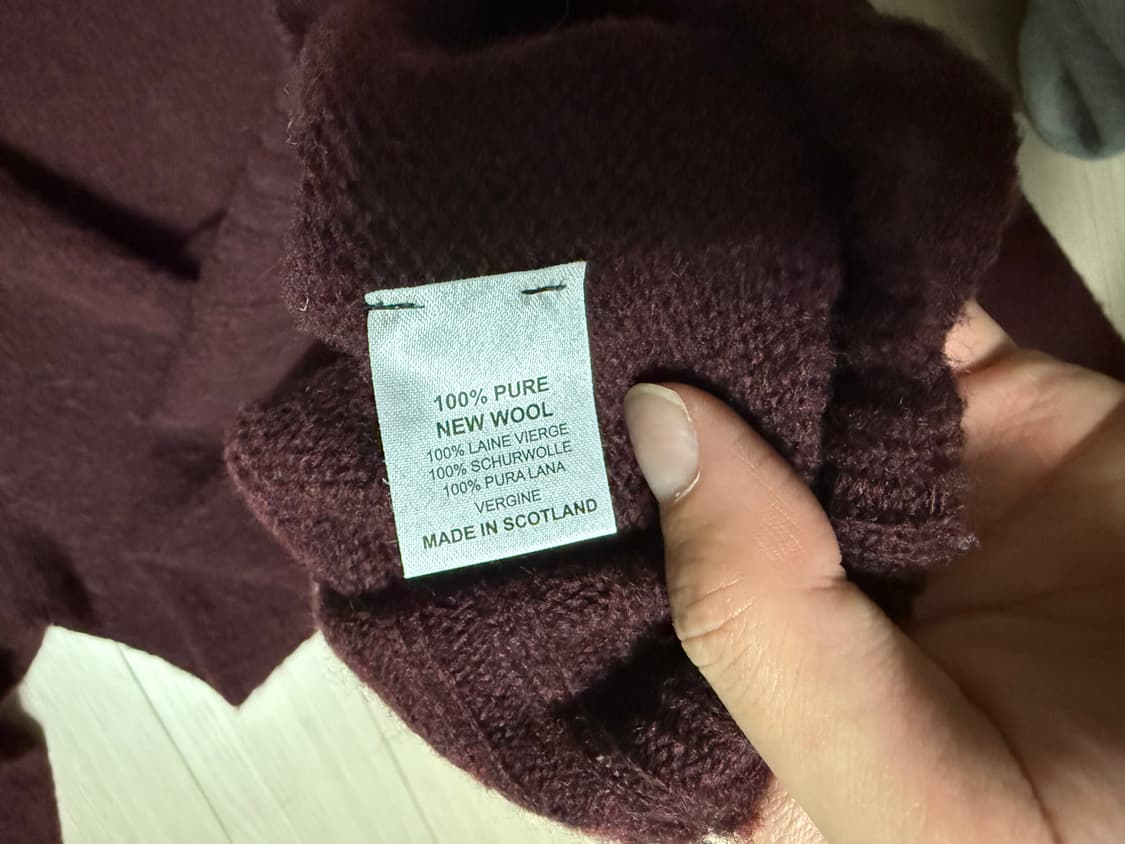 100% PURE
NEW WOOL
100% LAINE VIERGE
100% SCHURWOLLE
100% PURA LANA
VERGINE
MADE IN SCOTLAND